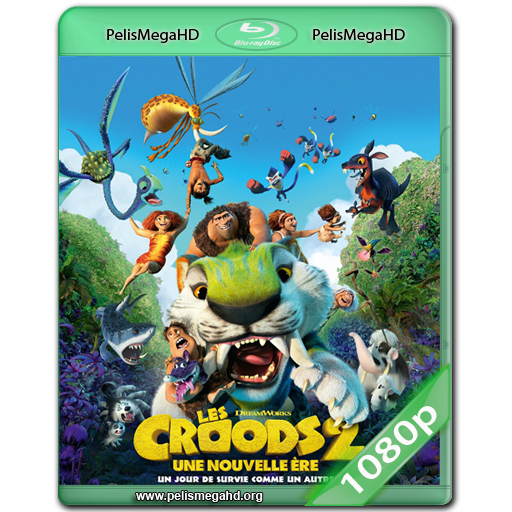 PelisMegaHD Blu-ray Disc PelisMegaHD
LES DREAMWORKS
CROODS 2
UNE NOUVELLE ÈRE
UN JOUR DE SURVIE COMME UN AUTRE
1080p
www.pelismegahd.org